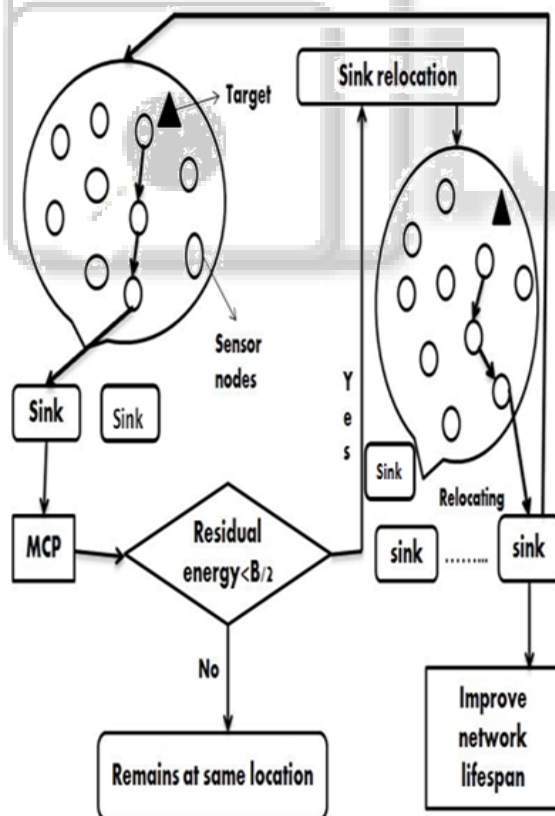 Sink relocation
Target
Sensor
nodes
Sink
Sink
MCP
Residual
energy<B/2
Yes
No
Remains at same location
Sink
Relocating
sink
.........
sink
Improve
network
lifespan